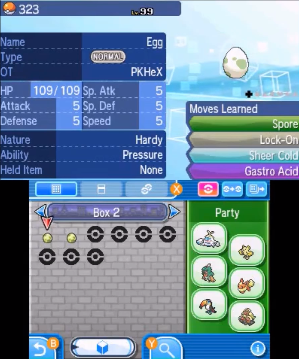 323 Lv.99
Name Egg
Type NORMAL
OT PKHeX
HP 109/109 Sp. Atk 5
Attack 5 Sp. Def 5
Defense 5 Speed 5
Nature Hardy
Ability Pressure
Held Item None
Moves Learned
Spore
Lock-On
Sheer Cold
Gastro Acid
X
Box 2
Party
B
Y
i